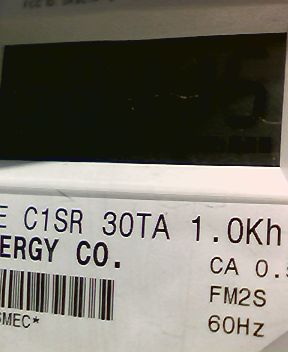 E C1SR 30TA 1.0Kh
ERGY CO.
CA 0.5
FM2S
60Hz
SMEC*